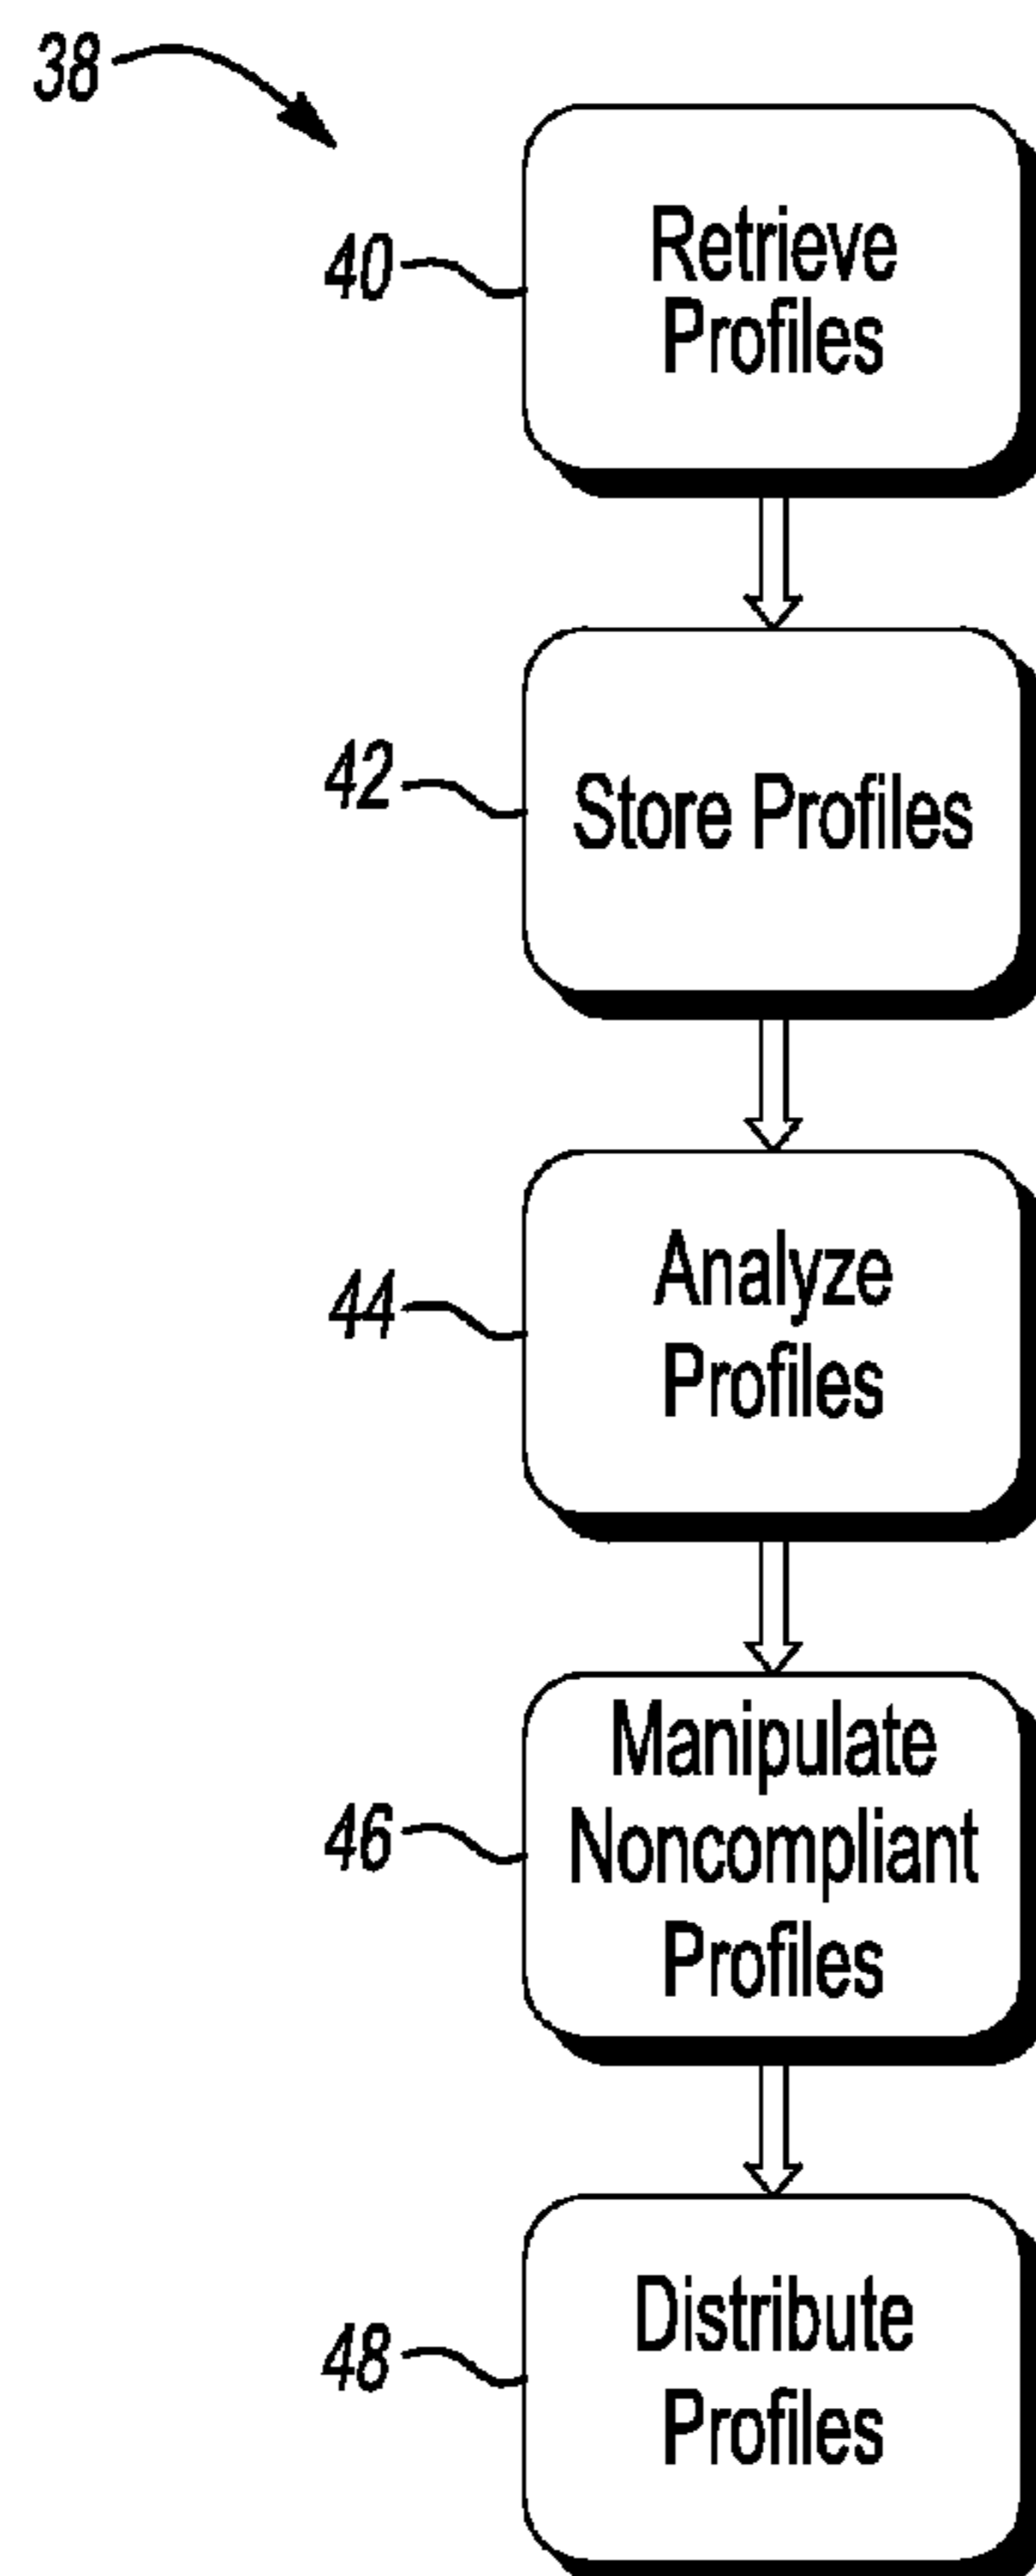 38
40
Retrieve
Profiles
42
Store Profiles
44
Analyze
Profiles
46
Manipulate
Noncompliant
Profiles
48
Distribute
Profiles